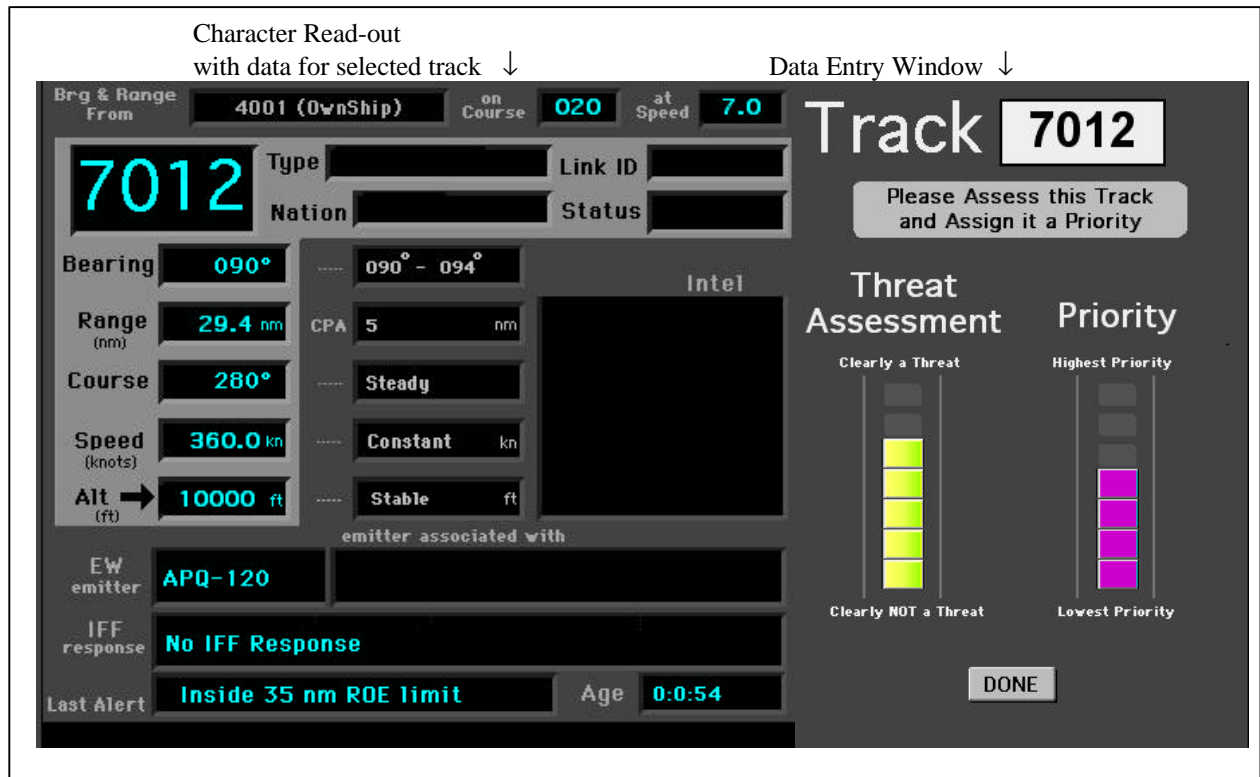 Character Read-out
with data for selected track ↓
Data Entry Window ↓
Brg & Range
From
4001 (OwnShip)
on
Course
020
at
Speed
7.0
7012
Type
Link ID
Nation
Status
Bearing
090°
-----
090° - 094°
Intel
Range
(nm)
29.4 nm
CPA
5 nm
Course
280°
-----
Steady
Speed
(knots)
360.0 kn
-----
Constant kn
Alt ➡
(ft)
10000 ft
-----
Stable ft
emitter associated with
EW
emitter
APQ-120
IFF
response
No IFF Response
Last Alert
Inside 35 nm ROE limit
Age
0:0:54
Track
7012
Please Assess this Track
and Assign it a Priority
Threat
Assessment
Priority
Clearly a Threat
Highest Priority
Clearly NOT a Threat
Lowest Priority
DONE